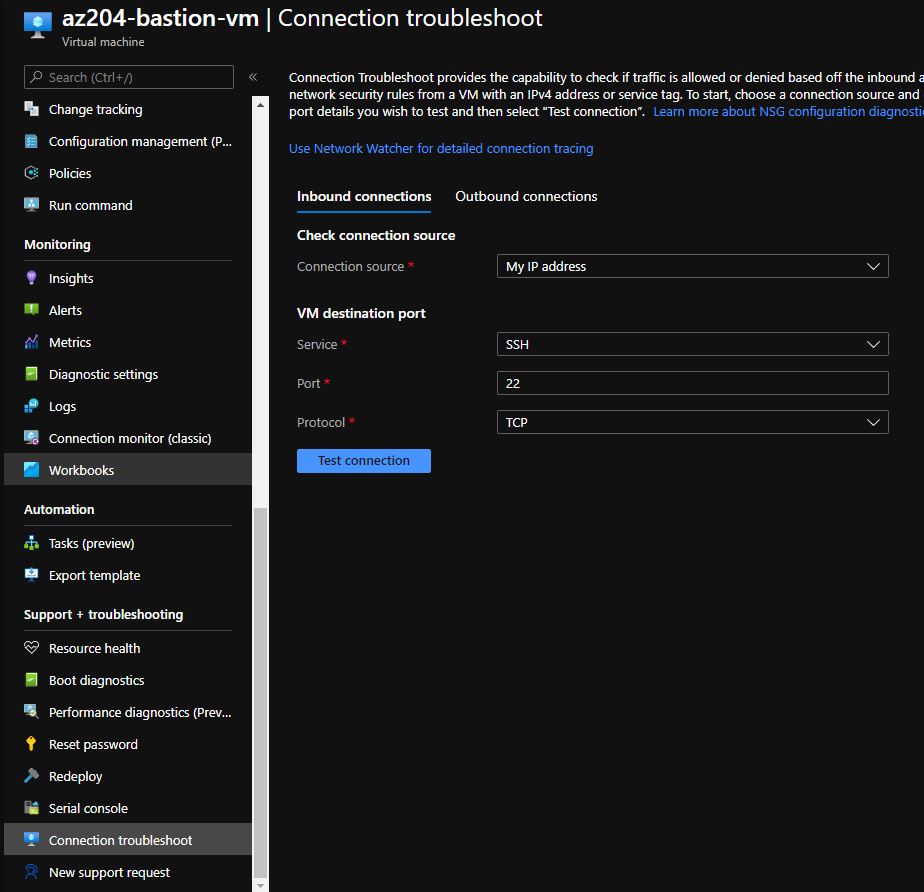 az204-bastion-vm | Connection troubleshoot
Virtual machine
Search (Ctrl+/)
«
Change tracking
Configuration management (P...
Policies
Run command
Monitoring
Insights
Alerts
Metrics
Diagnostic settings
Logs
Connection monitor (classic)
Workbooks
Automation
Tasks (preview)
Export template
Support + troubleshooting
Resource health
Boot diagnostics
Performance diagnostics (Prev...
Reset password
Redeploy
Serial console
Connection troubleshoot
New support request
Connection Troubleshoot provides the capability to check if traffic is allowed or denied based off the inbound a
network security rules from a VM with an IPv4 address or service tag. To start, choose a connection source and
port details you wish to test and then select "Test connection". Learn more about NSG configuration diagnosti
Use Network Watcher for detailed connection tracing
Inbound connections Outbound connections
Check connection source
Connection source * My IP address
VM destination port
Service * SSH
Port * 22
Protocol * TCP
Test connection